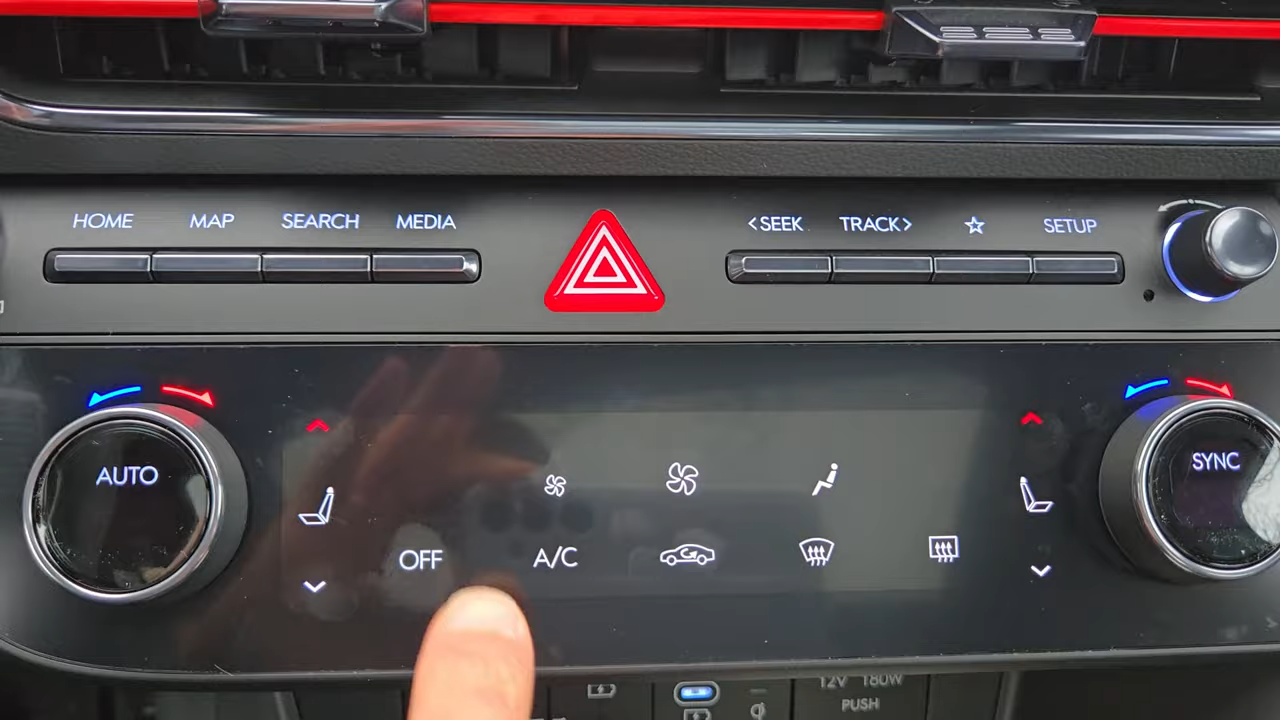 HOME MAP SEARCH MEDIA <SEEK TRACK> SETUP
AUTO SYNC
OFF A/C
12V 180W
PUSH